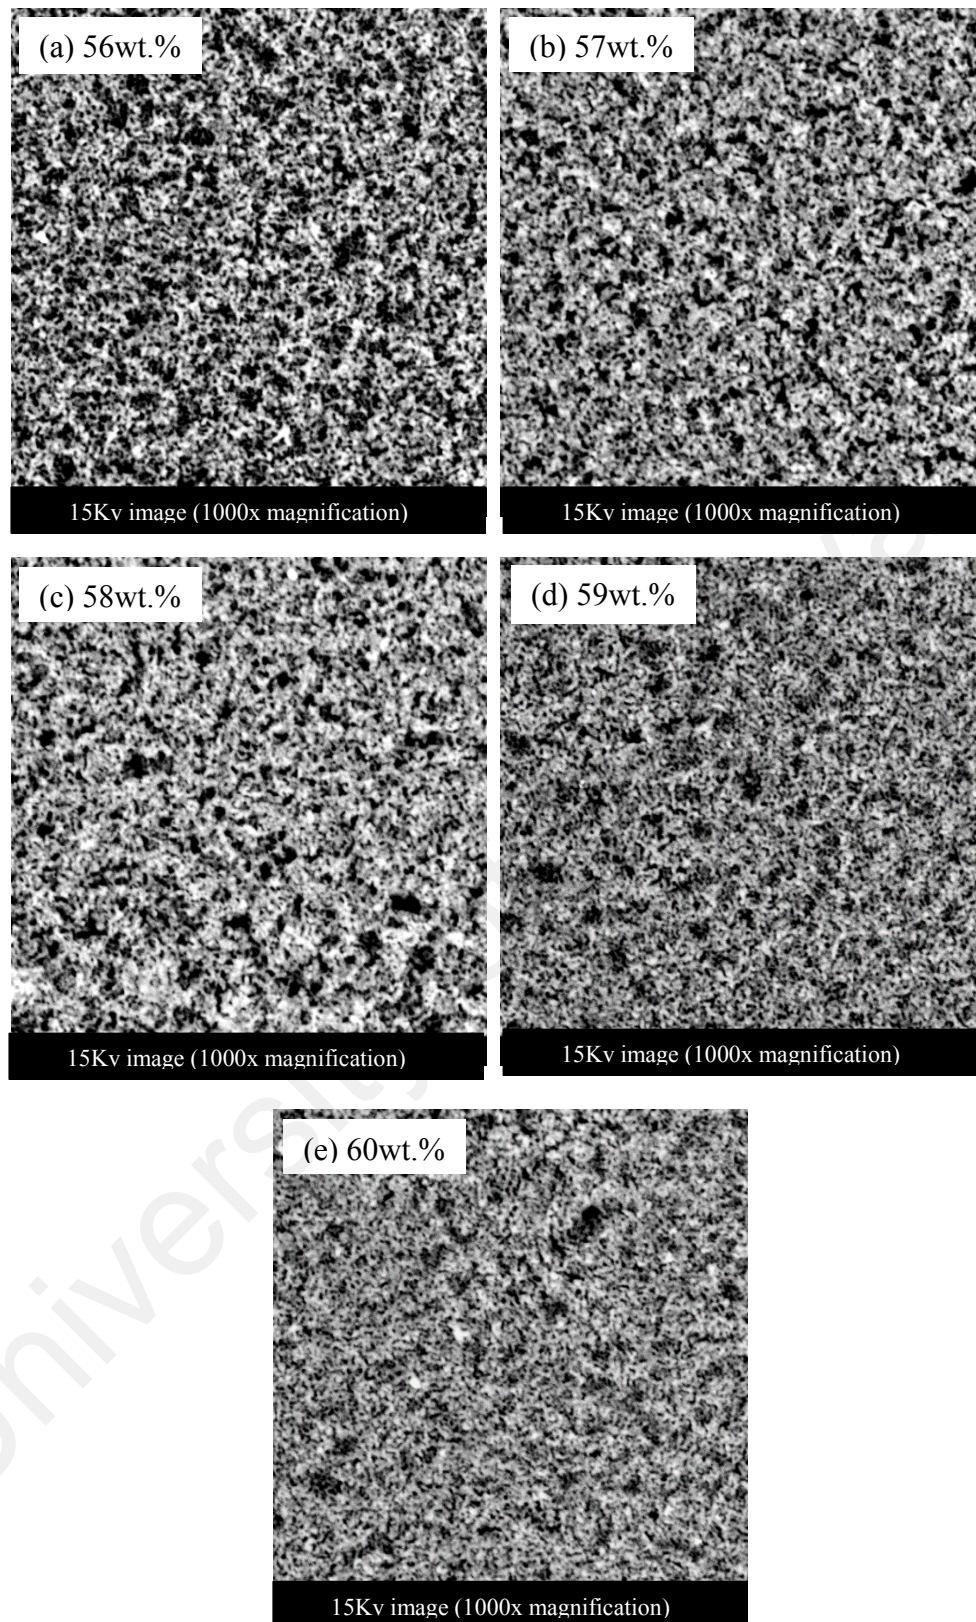 (a) 56wt.%
(b) 57wt.%
15Kv image (1000x magnification)
15Kv image (1000x magnification)
(c) 58wt.%
(d) 59wt.%
15Kv image (1000x magnification)
15Kv image (1000x magnification)
(e) 60wt.%
15Kv image (1000x magnification)
University